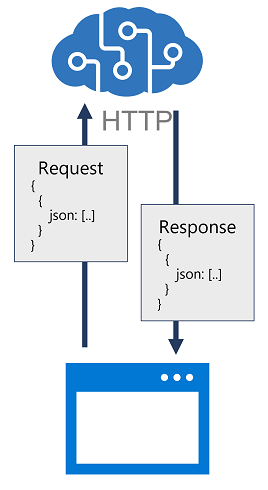 HTTP
Request
{
{
json: [..]
}
}
Response
{
{
json: [..]
}
}